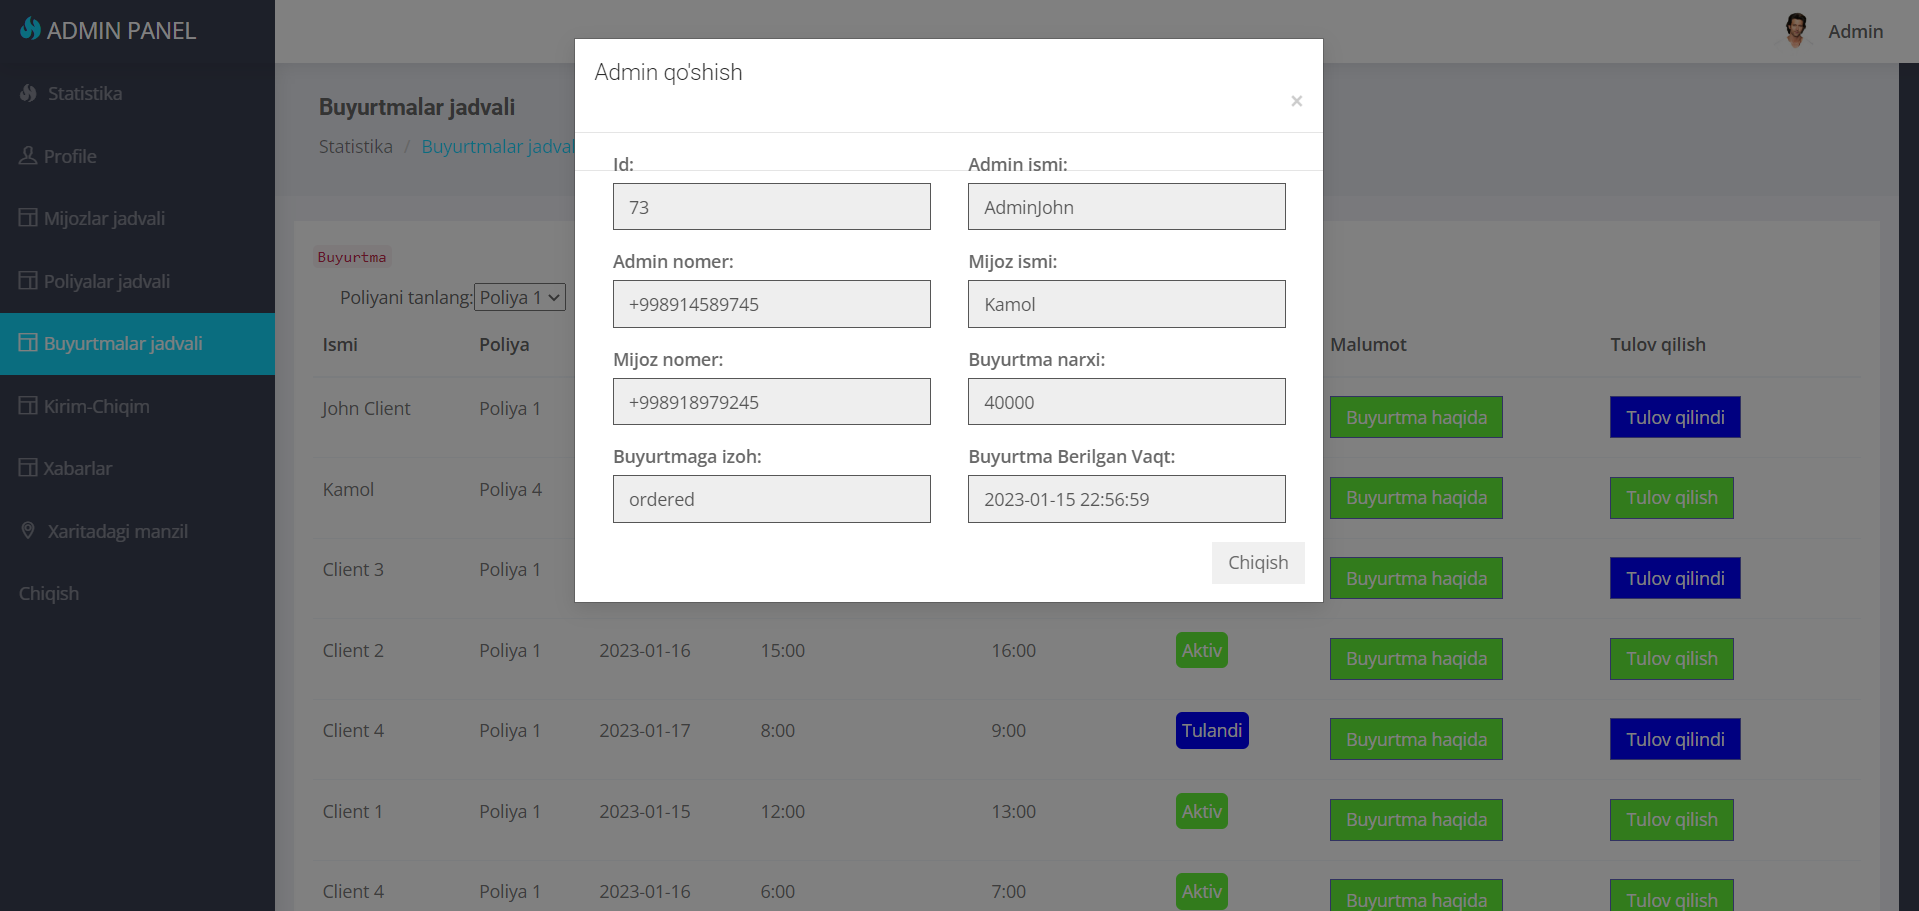 ADMIN PANEL
Admin
Statistika
Profile
Mijozlar jadvali
Poliyalar jadvali
Buyurtmalar jadvali
Kirim-Chiqim
Xabarlar
Xaritadagi manzil
Chiqish
Buyurtmalar jadvali
Statistika / Buyurtmalar jadval
Admin qo'shish
×
Id: Admin ismi:
73 AdminJohn
Admin nomer: Mijoz ismi:
+998914589745 Kamol
Mijoz nomer: Buyurtma narxi:
+998918979245 40000
Buyurtmaga izoh: Buyurtma Berilgan Vaqt:
ordered 2023-01-15 22:56:59
Chiqish
Buyurtma
Poliyani tanlang: Poliya 1
Ismi Poliya Malumot Tulov qilish
John Client Poliya 1 Buyurtma haqida Tulov qilindi
Kamol Poliya 4 Buyurtma haqida Tulov qilish
Client 3 Poliya 1 Buyurtma haqida Tulov qilindi
Client 2 Poliya 1 2023-01-16 15:00 16:00 Aktiv Buyurtma haqida Tulov qilish
Client 4 Poliya 1 2023-01-17 8:00 9:00 Tulandi Buyurtma haqida Tulov qilindi
Client 1 Poliya 1 2023-01-15 12:00 13:00 Aktiv Buyurtma haqida Tulov qilish
Client 4 Poliya 1 2023-01-16 6:00 7:00 Aktiv Buyurtma haqida Tulov qilish